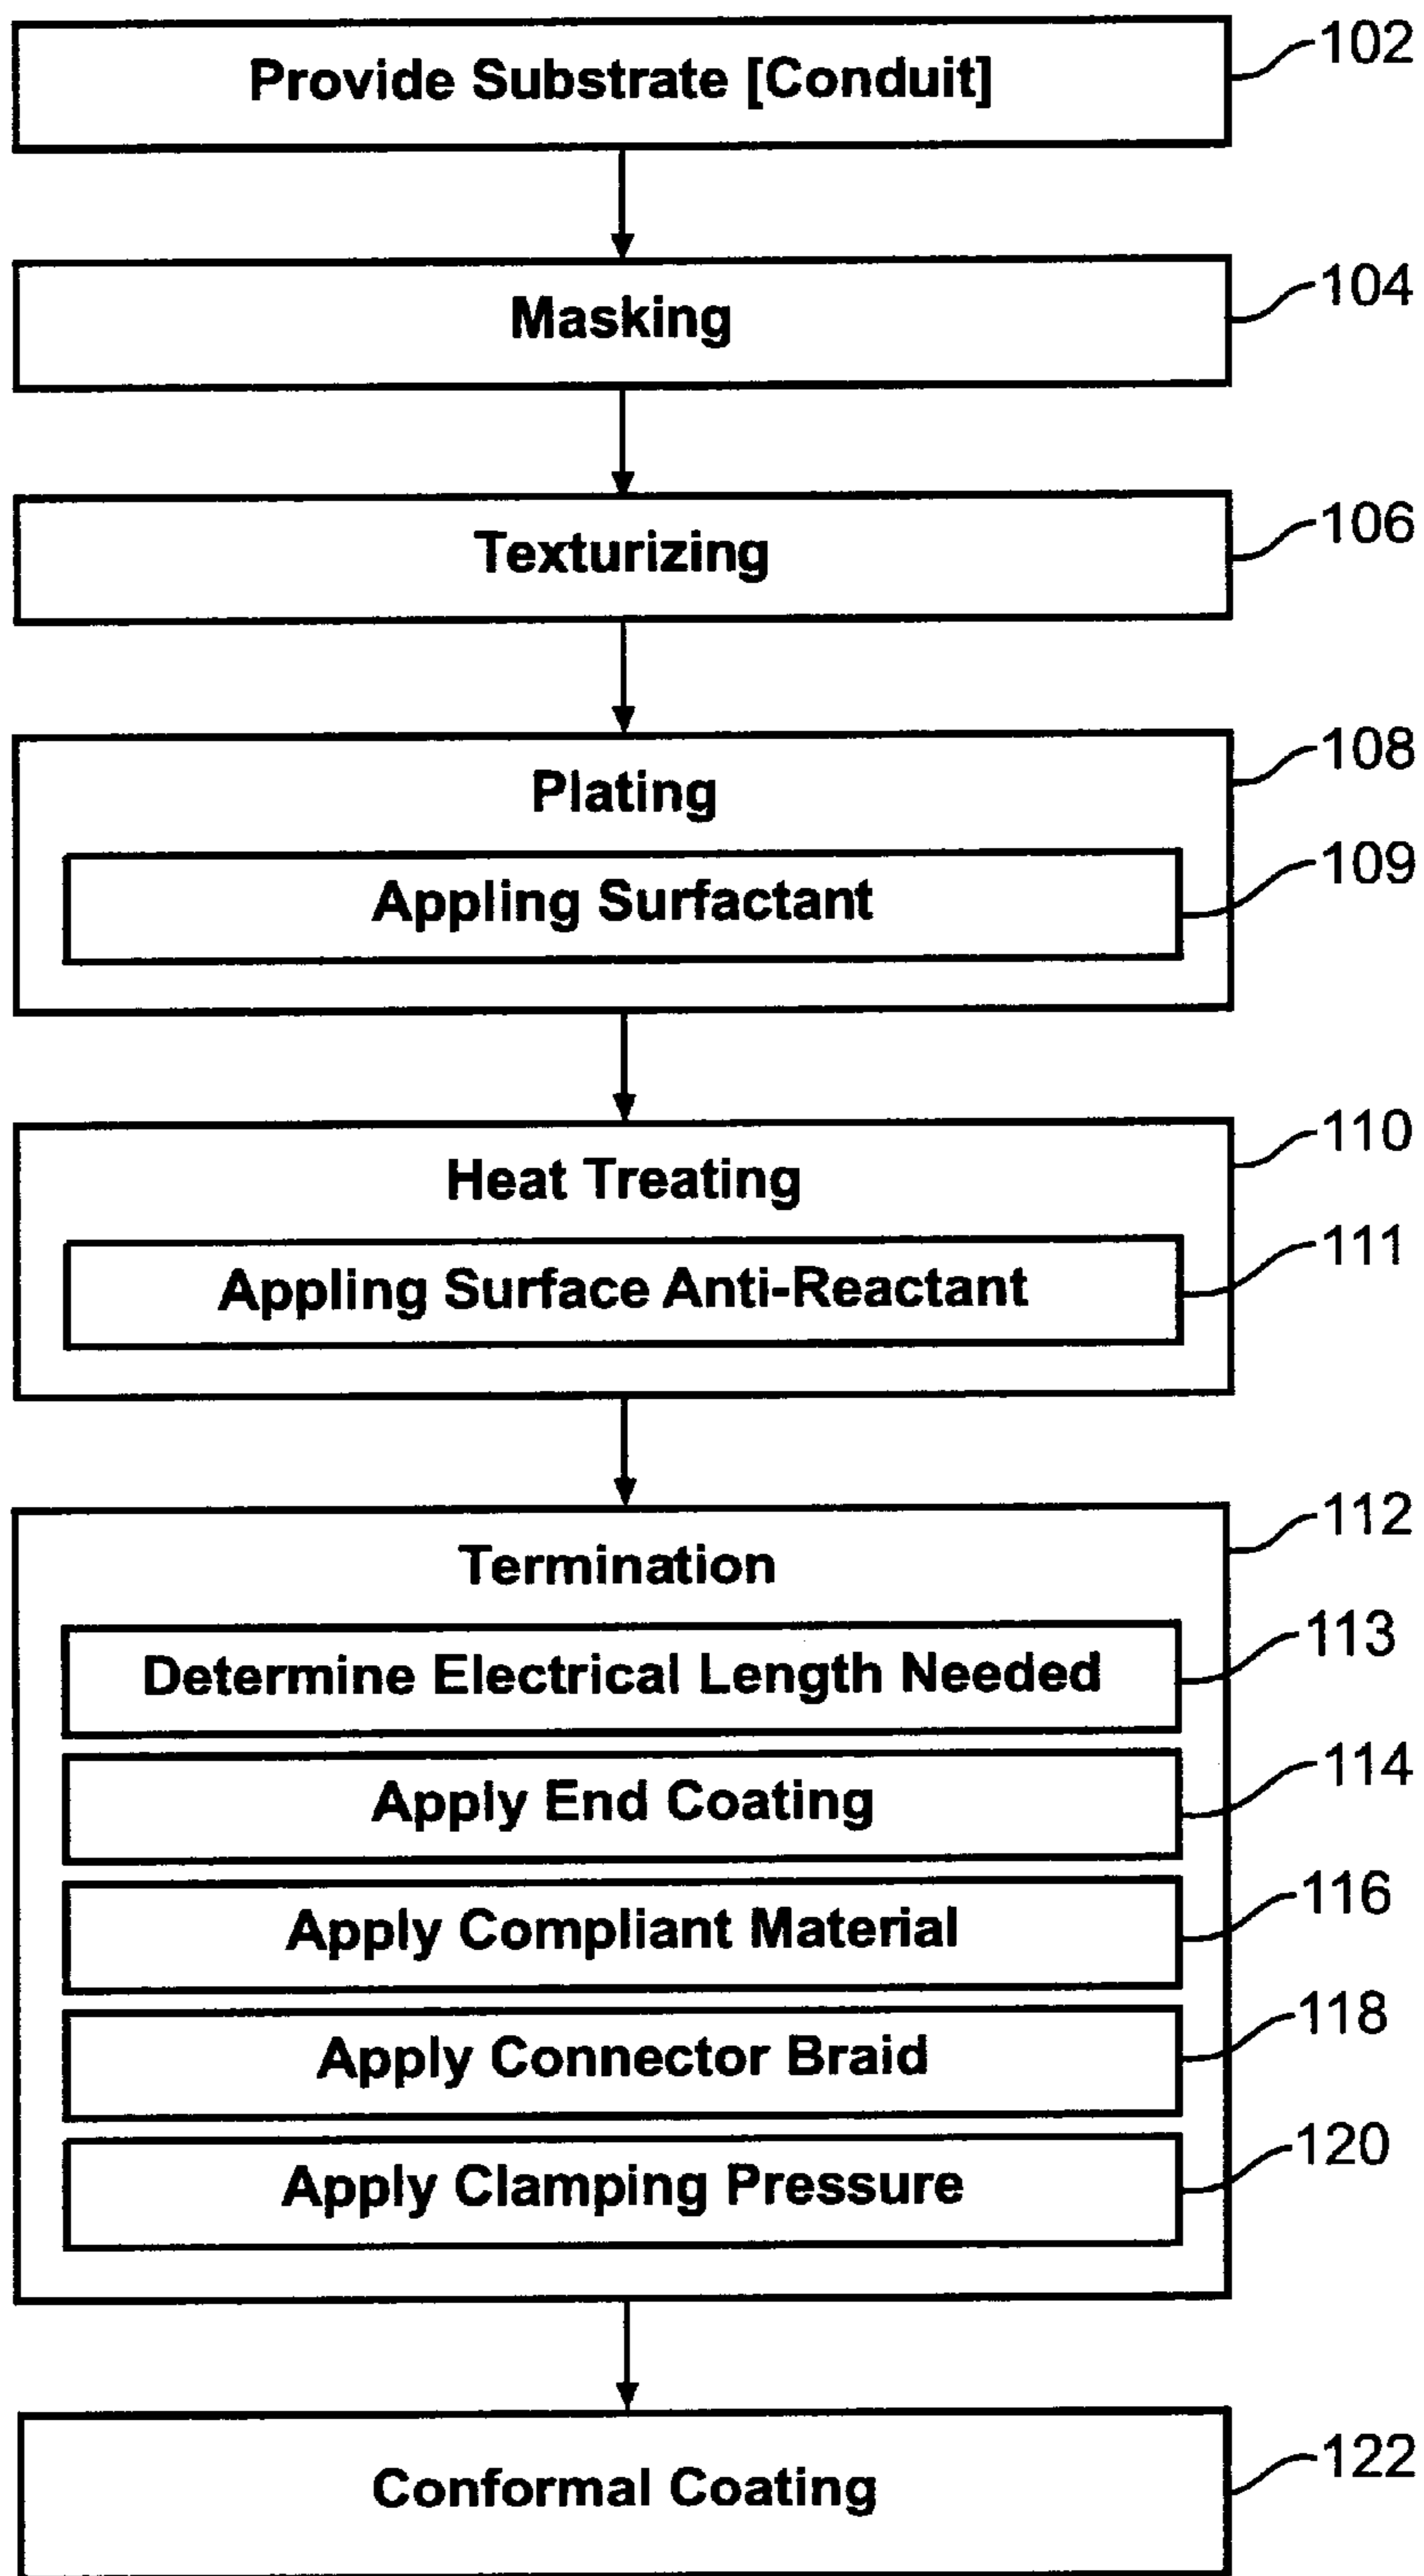 Provide Substrate [Conduit]
102
Masking
104
Texturizing
106
Plating
108
Appling Surfactant
109
Heat Treating
110
Appling Surface Anti-Reactant
111
Termination
112
Determine Electrical Length Needed
113
Apply End Coating
114
Apply Compliant Material
116
Apply Connector Braid
118
Apply Clamping Pressure
120
Conformal Coating
122